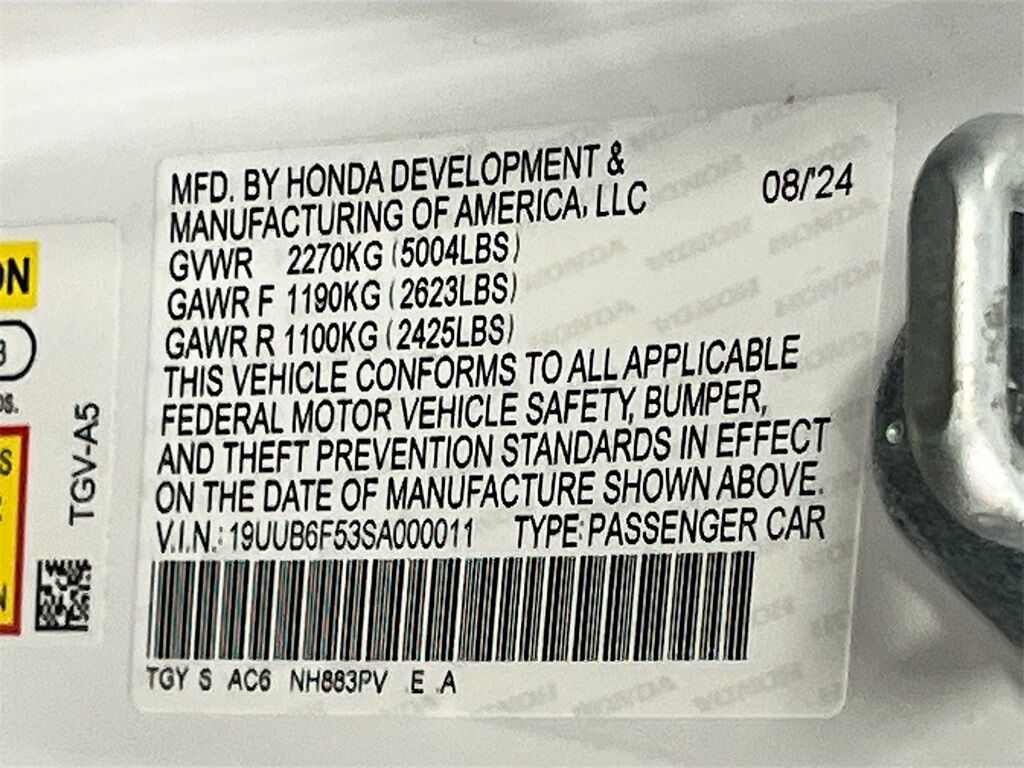 MFD. BY HONDA DEVELOPMENT &
MANUFACTURING OF AMERICA, LLC
08/'24
GVWR 2270KG (5004LBS)
GAWR F 1190KG (2623LBS)
GAWR R 1100KG (2425LBS)
THIS VEHICLE CONFORMS TO ALL APPLICABLE
FEDERAL MOTOR VEHICLE SAFETY, BUMPER,
AND THEFT PREVENTION STANDARDS IN EFFECT
ON THE DATE OF MANUFACTURE SHOWN ABOVE.
V.I.N.: 19UUB6F53SA000011 TYPE: PASSENGER CAR
TGY S AC6 NH883PV E A
TGV-A5